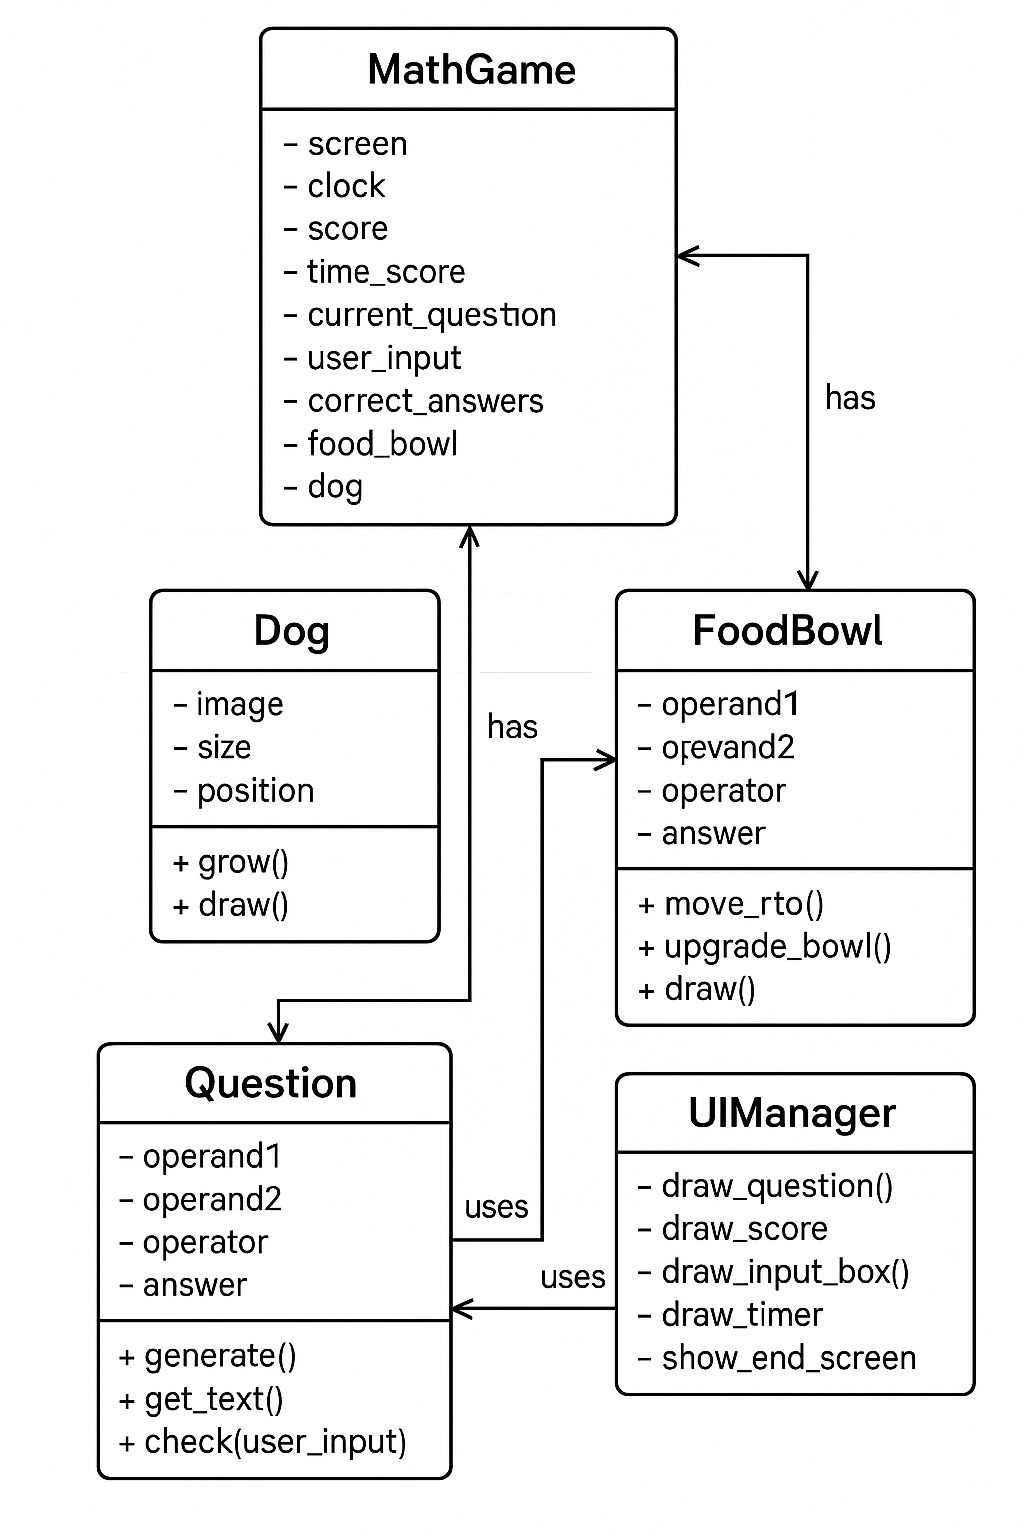 MathGame
– screen
– clock
– score
– time_score
– current_question
– user_input
– correct_answers
– food_bowl
– dog
has
Dog
– image
– size
– position
+ grow()
+ draw()
has
FoodBowl
– operand1
– orevand2
– operator
– answer
+ move_rto()
+ upgrade_bowl()
+ draw()
Question
– operand1
– operand2
– operator
– answer
+ generate()
+ get_text()
+ check(user_input)
uses
uses
UIManager
– draw_question()
– draw_score
– draw_input_box()
– draw_timer
– show_end_screen